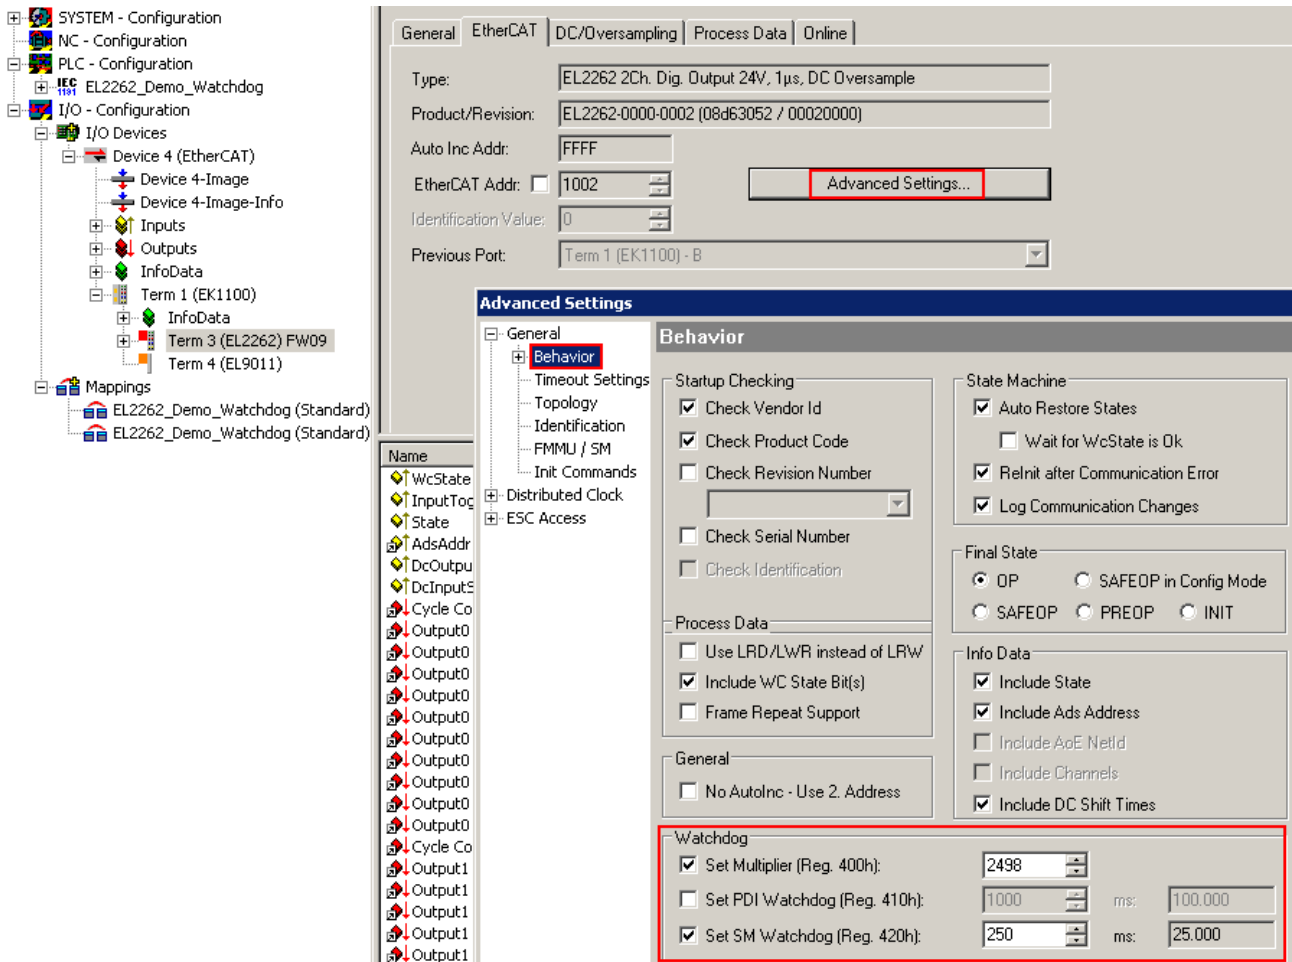 SYSTEM - Configuration
NC - Configuration
PLC - Configuration
IEC 1131 EL2262_Demo_Watchdog
I/O - Configuration
I/O Devices
Device 4 (EtherCAT)
Device 4-Image
Device 4-Image-Info
Inputs
Outputs
InfoData
Term 1 (EK1100)
InfoData
Term 3 (EL2262) FW09
Term 4 (EL9011)
Mappings
EL2262_Demo_Watchdog (Standard)
EL2262_Demo_Watchdog (Standard)
General EtherCAT DC/Oversampling Process Data Online
Type: EL2262 2Ch. Dig. Output 24V, 1µs, DC Oversample
Product/Revision: EL2262-0000-0002 (08d63052 / 00020000)
Auto Inc Addr: FFFF
EtherCAT Addr: 1002 Advanced Settings...
Identification Value: 0
Previous Port: Term 1 (EK1100) - B
Name
WcState
InputTog
State
AdsAddr
DcOutpu
DcInputS
Cycle Co
Output0
Output0
Output0
Output0
Output0
Output0
Output0
Output0
Output0
Output0
Cycle Co
Output1
Output1
Output1
Output1
Output1
Advanced Settings
General
Behavior
Timeout Settings
Topology
Identification
FMMU / SM
Init Commands
Distributed Clock
ESC Access
Behavior
Startup Checking
Check Vendor Id
Check Product Code
Check Revision Number
Check Serial Number
Check Identification
Process Data
Use LRD/LWR instead of LRW
Include WC State Bit(s)
Frame Repeat Support
General
No AutoInc - Use 2. Address
State Machine
Auto Restore States
Wait for WcState is Ok
ReInit after Communication Error
Log Communication Changes
Final State
OP SAFEOP in Config Mode
SAFEOP PREOP INIT
Info Data
Include State
Include Ads Address
Include AoE NetId
Include Channels
Include DC Shift Times
Watchdog
Set Multiplier (Reg. 400h): 2498
Set PDI Watchdog (Reg. 410h): 1000 ms: 100.000
Set SM Watchdog (Reg. 420h): 250 ms: 25.000